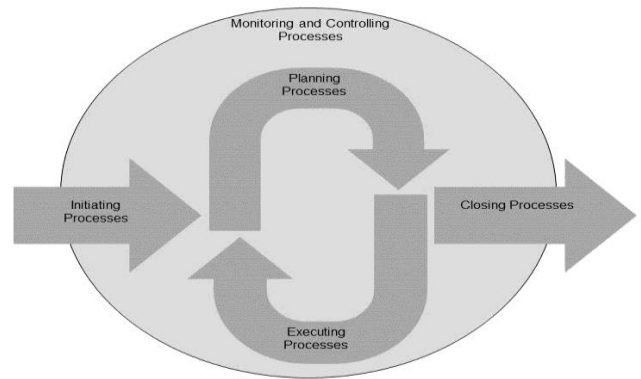 Monitoring and Controlling
Processes
Planning
Processes
Initiating
Processes
Closing Processes
Executing
Processes